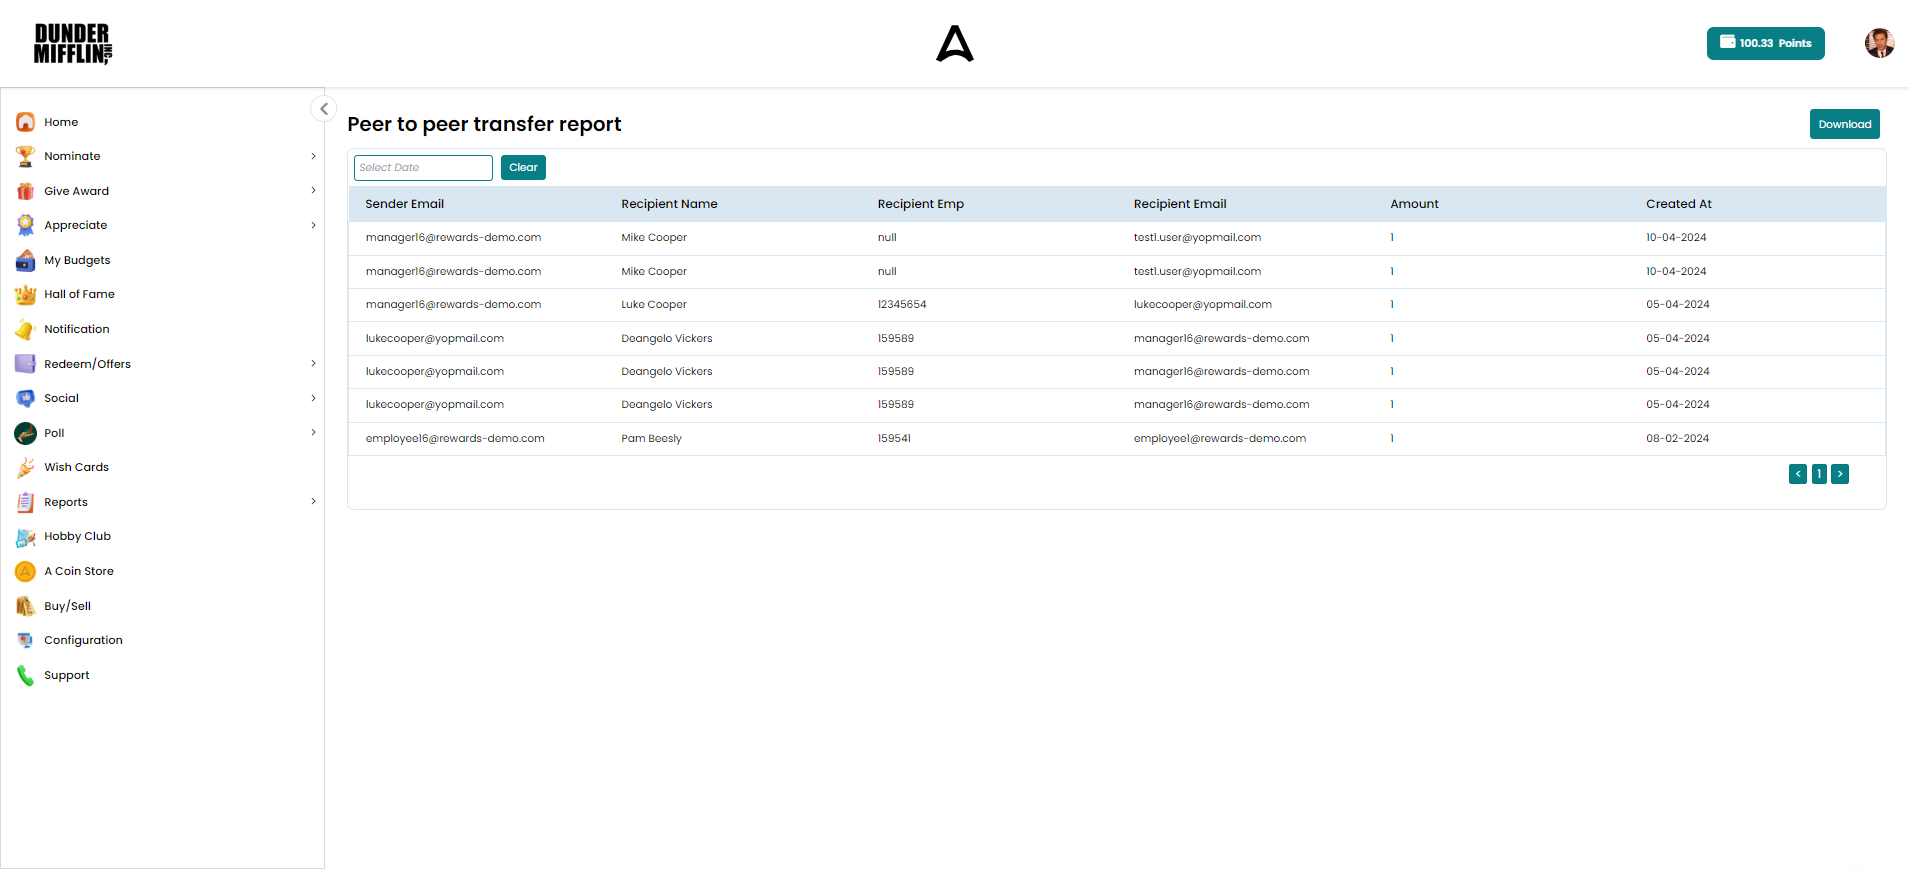 DUNDER
MIFFLIN, INC
100.33 Points
Home
Nominate
Give Award
Appreciate
My Budgets
Hall of Fame
Notification
Redeem/Offers
Social
Poll
Wish Cards
Reports
Hobby Club
A Coin Store
Buy/Sell
Configuration
Support
Peer to peer transfer report
Download
Select Date Clear
Sender Email Recipient Name Recipient Emp Recipient Email Amount Created At
manager16@rewards-demo.com Mike Cooper null test1.user@yopmail.com 1 10-04-2024
manager16@rewards-demo.com Mike Cooper null test1.user@yopmail.com 1 10-04-2024
manager16@rewards-demo.com Luke Cooper 12345654 lukecooper@yopmail.com 1 05-04-2024
lukecooper@yopmail.com Deangelo Vickers 159589 manager16@rewards-demo.com 1 05-04-2024
lukecooper@yopmail.com Deangelo Vickers 159589 manager16@rewards-demo.com 1 05-04-2024
lukecooper@yopmail.com Deangelo Vickers 159589 manager16@rewards-demo.com 1 05-04-2024
employee16@rewards-demo.com Pam Beesly 159541 employee1@rewards-demo.com 1 08-02-2024
< 1 >